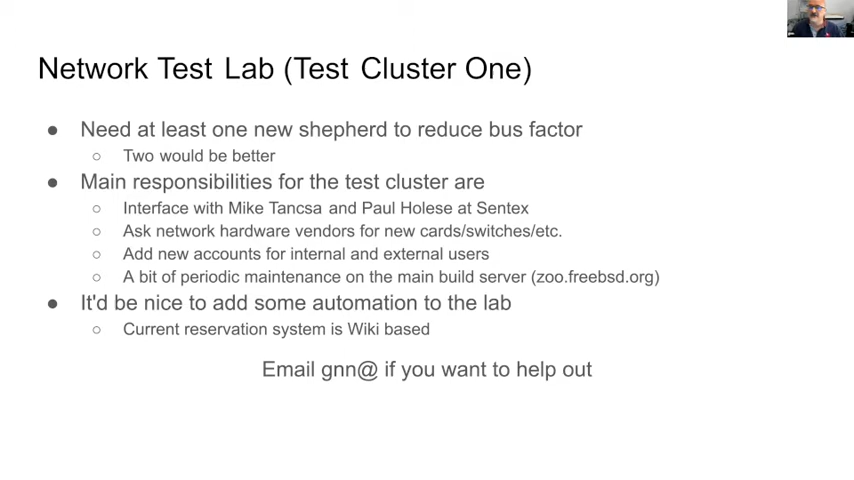 Network Test Lab (Test Cluster One)
● Need at least one new shepherd to reduce bus factor
○ Two would be better
● Main responsibilities for the test cluster are
○ Interface with Mike Tancsa and Paul Holese at Sentex
○ Ask network hardware vendors for new cards/switches/etc.
○ Add new accounts for internal and external users
○ A bit of periodic maintenance on the main build server (zoo.freebsd.org)
● It'd be nice to add some automation to the lab
○ Current reservation system is Wiki based
Email gnn@ if you want to help out